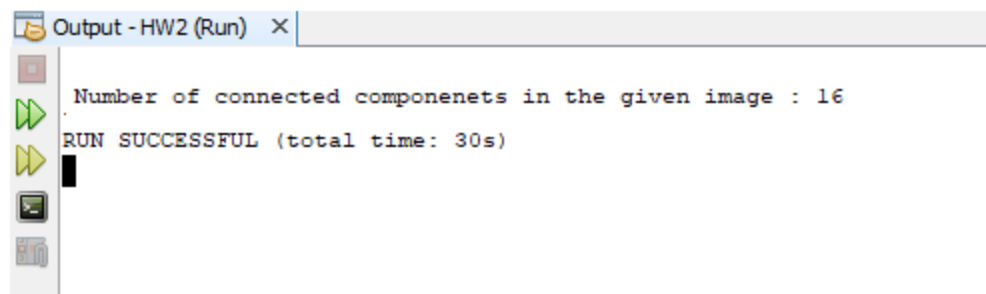 Output - HW2 (Run)
Number of connected componenets in the given image : 16
RUN SUCCESSFUL (total time: 30s)